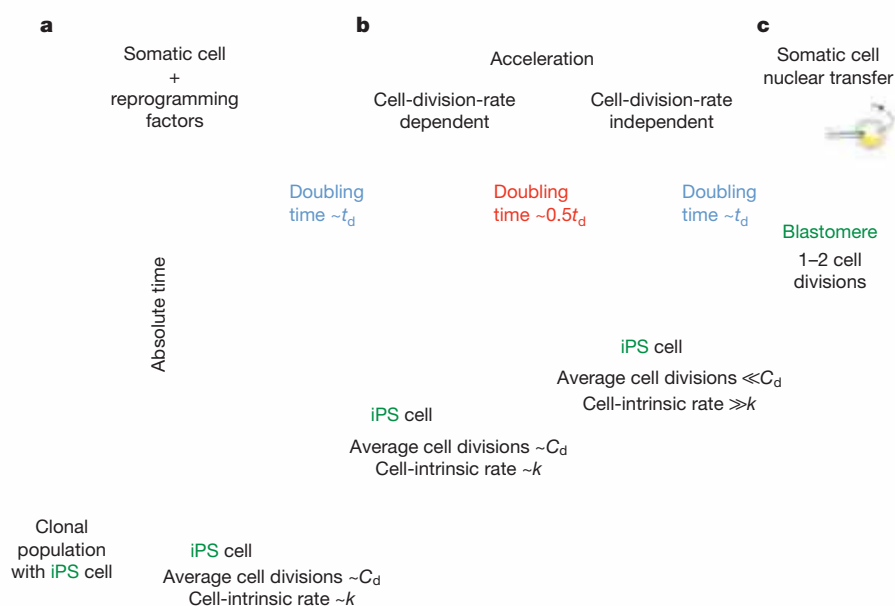 a
Somatic cell
+
reprogramming
factors
Absolute time
Clonal
population
with iPS cell
iPS cell
Average cell divisions ~Cd
Cell-intrinsic rate ~k
b
Acceleration
Cell-division-rate
dependent
Cell-division-rate
independent
Doubling
time ~td
Doubling
time ~0.5td
Doubling
time ~td
iPS cell
Average cell divisions ~Cd
Cell-intrinsic rate ~k
iPS cell
Average cell divisions ≪Cd
Cell-intrinsic rate ≫k
c
Somatic cell
nuclear transfer
Blastomere
1–2 cell
divisions